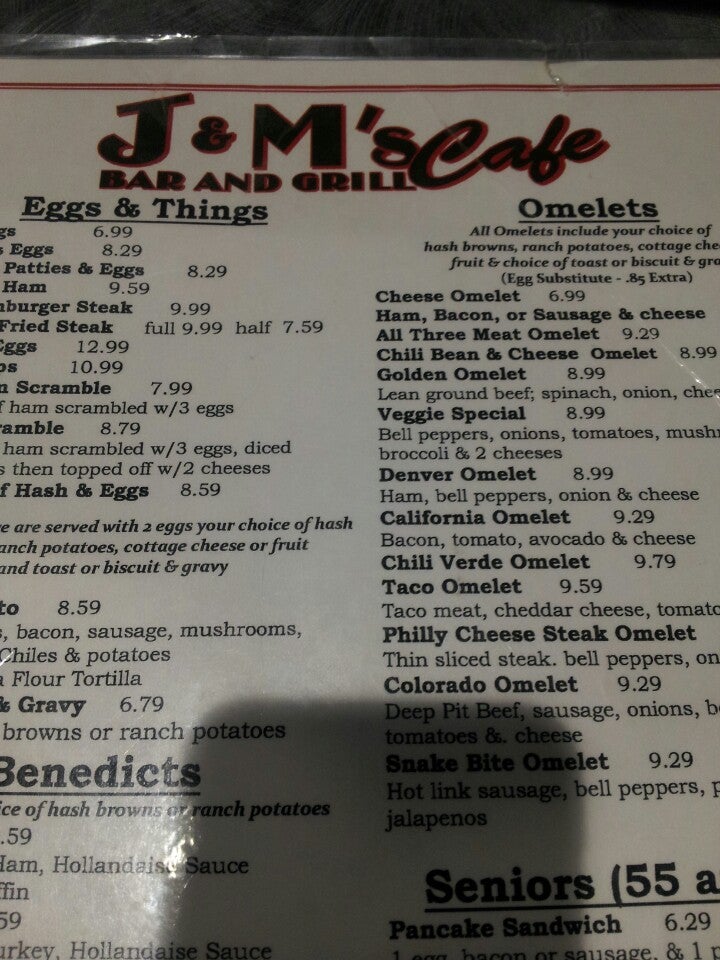 J & M's Cafe
BAR AND GRILL
Eggs & Things
6.99
Eggs 8.29
Patties & Eggs 8.29
Ham 9.59
Steak 9.99
Fried Steak full 9.99 half 7.59
12.99
10.99
Scramble 7.99
ham scrambled w/3 eggs
8.79
ham scrambled w/3 eggs, diced
then topped off w/2 cheeses
Hash & Eggs 8.59
are served with 2 eggs your choice of hash
potatoes, cottage cheese or fruit
and toast or biscuit & gravy
8.59
bacon, sausage, mushrooms,
Chiles & potatoes
Flour Tortilla
& Gravy 6.79
browns or ranch potatoes
Benedicts
of hash browns or ranch potatoes
.59
Ham, Hollandaise Sauce
59
Hollandaise Sauce
Omelets
All Omelets include your choice of
hash browns, ranch potatoes, cottage
fruit & choice of toast or biscuit &
(Egg Substitute - .85 Extra)
Cheese Omelet 6.99
Ham, Bacon, or Sausage & cheese
All Three Meat Omelet 9.29
Chili Bean & Cheese Omelet 8.99
Golden Omelet 8.99
Lean ground beef; spinach, onion,
Veggie Special 8.99
Bell peppers, onions, tomatoes,
broccoli & 2 cheeses
Denver Omelet 8.99
Ham, bell peppers, onion & cheese
California Omelet 9.29
Bacon, tomato, avocado & cheese
Chili Verde Omelet 9.79
Taco Omelet 9.59
Taco meat, cheddar cheese,
Philly Cheese Steak Omelet
Thin sliced steak. bell peppers,
Colorado Omelet 9.29
Deep Pit Beef, sausage, onions,
tomatoes &. cheese
Snake Bite Omelet 9.29
Hot link sausage, bell peppers,
jalapenos
Seniors (55
Pancake Sandwich 6.29
1 egg, bacon or sausage, & 1